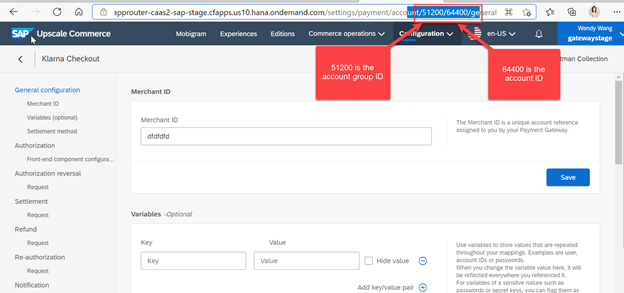 approuter-caas2-sap-stage.cfapps.us10.hana.ondemand.com/settings/payment/account/51200/64400/general
SAP Upscale Commerce
Mobigram
Experiences
Editions
Commerce operations
Configuration
en-US
Wendy Wang
gatewaystage
Klarna Checkout
tman Collection
51200 is the
account group ID
64400 is the
account ID
General configuration
Merchant ID
Variables (optional)
Settlement method
Authorization
Front-end component configura...
Authorization reversal
Request
Settlement
Request
Refund
Request
Re-authorization
Request
Notification
Merchant ID
Merchant ID
dfdfdfd
The Merchant ID is a unique account reference
assigned to you by your Payment Gateway.
Save
Variables -Optional
Key
Value
Key
Value
Hide value
Add key/value pair
Use variables to store values that are repeated
throughout your mappings. Examples are user,
account IDs or passwords.
When you change the variable value here, it will
be reflected everywhere you referenced it.
For variables of a sensitive nature such as
passwords or secret keys, you can flag them as